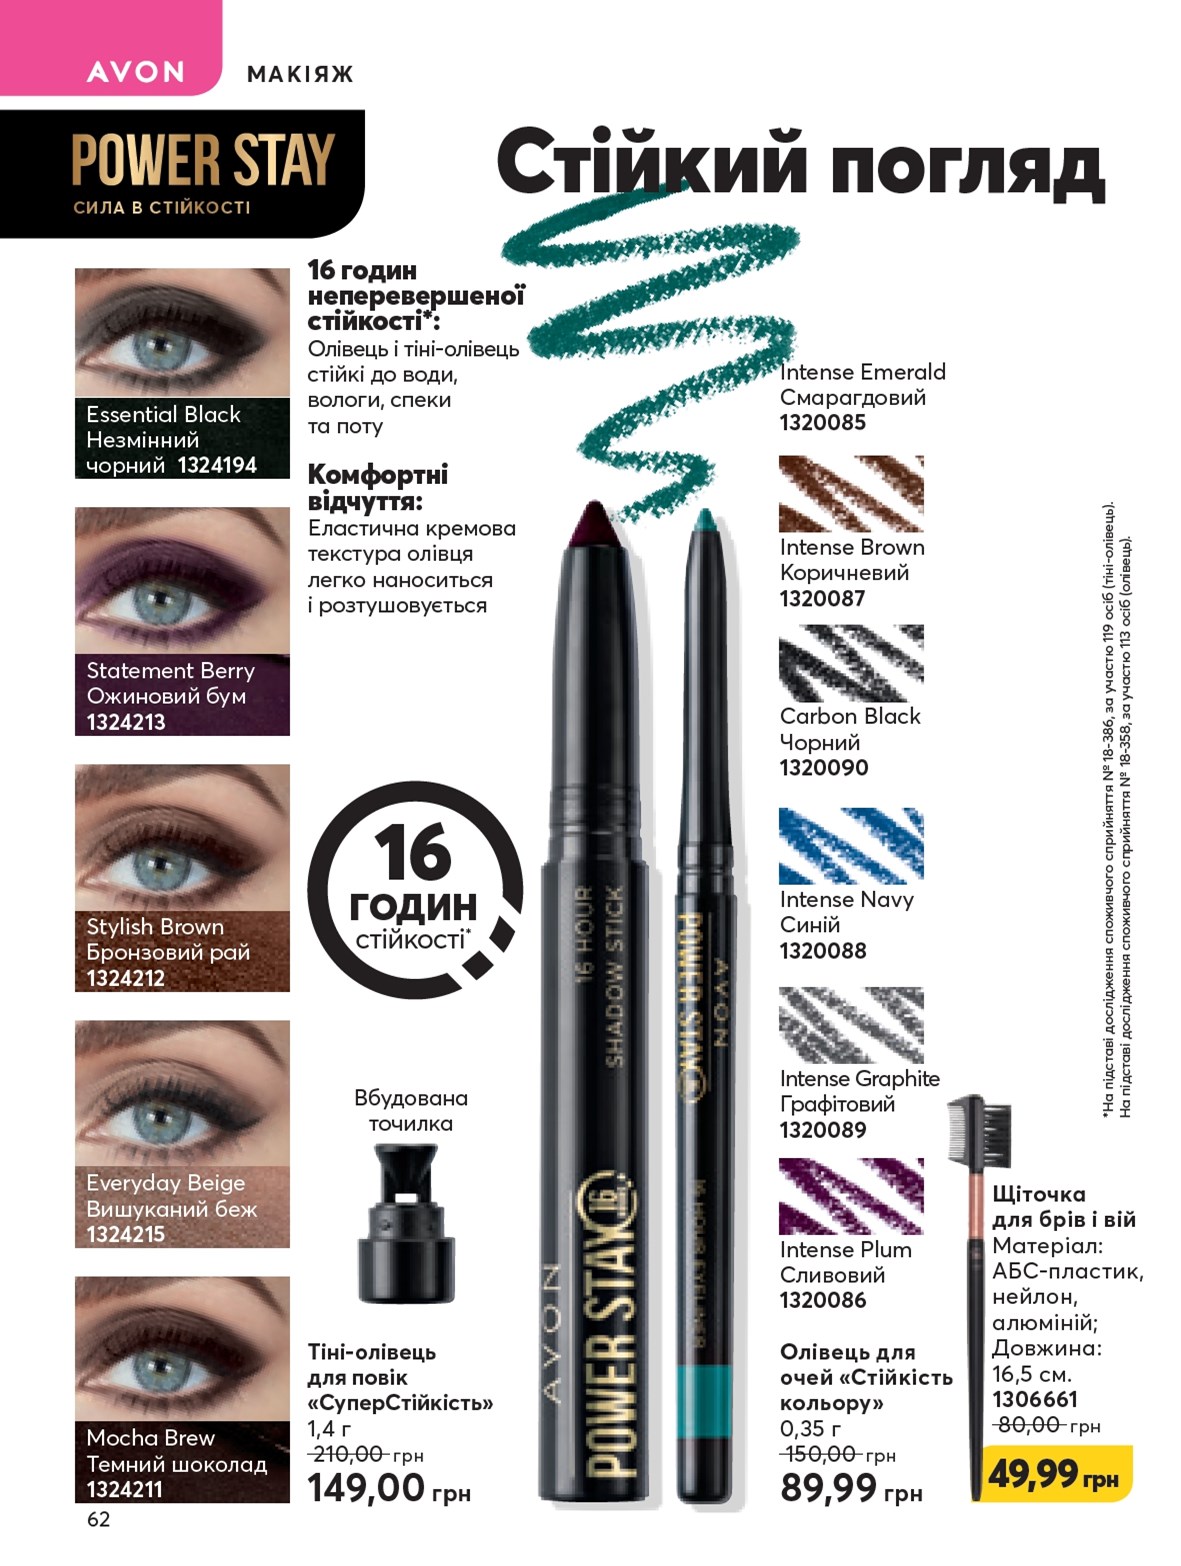 AVON
МАКІЯЖ
POWER STAY
СИЛА В СТІЙКОСТІ
Стійкий погляд
Essential Black
Незмінний
чорний 1324194
Statement Berry
Ожиновий бум
1324213
Stylish Brown
Бронзовий рай
1324212
Everyday Beige
Вишуканий беж
1324215
Mocha Brew
Темний шоколад
1324211
16 годин
неперевершеної
стійкості*:
Олівець і тіні-олівець
стійкі до води,
вологи, спеки
та поту
Комфортні
відчуття:
Еластична кремова
текстура олівця
легко наноситься
і розтушовується
16
ГОДИН
СТІЙКОСТІ*
Вбудована
точилка
Тіні-олівець
для повік
«СуперСтійкість»
1,4 г
210,00 грн
149,00 грн
16 HOUR
SHADOW STICK
AVON
POWER STAY 16
AVON
POWER STAY
16 HOUR EYELINER
Intense Emerald
Смарагдовий
1320085
Intense Brown
Коричневий
1320087
Carbon Black
Чорний
1320090
Intense Navy
Синій
1320088
Intense Graphite
Графітовий
1320089
Intense Plum
Сливовий
1320086
Олівець для
очей «Стійкість
кольору»
0,35 г
150,00 грн
89,99 грн
Щіточка
для брів і вій
Матеріал:
АБС-пластик,
нейлон,
алюміній;
Довжина:
16,5 см.
1306661
80,00 грн
49,99 грн
*На підставі дослідження споживчого сприйняття № 18-386, за участю 119 осіб (тіні-олівець).
На підставі дослідження споживчого сприйняття № 18-358, за участю 113 осіб (олівець).
62